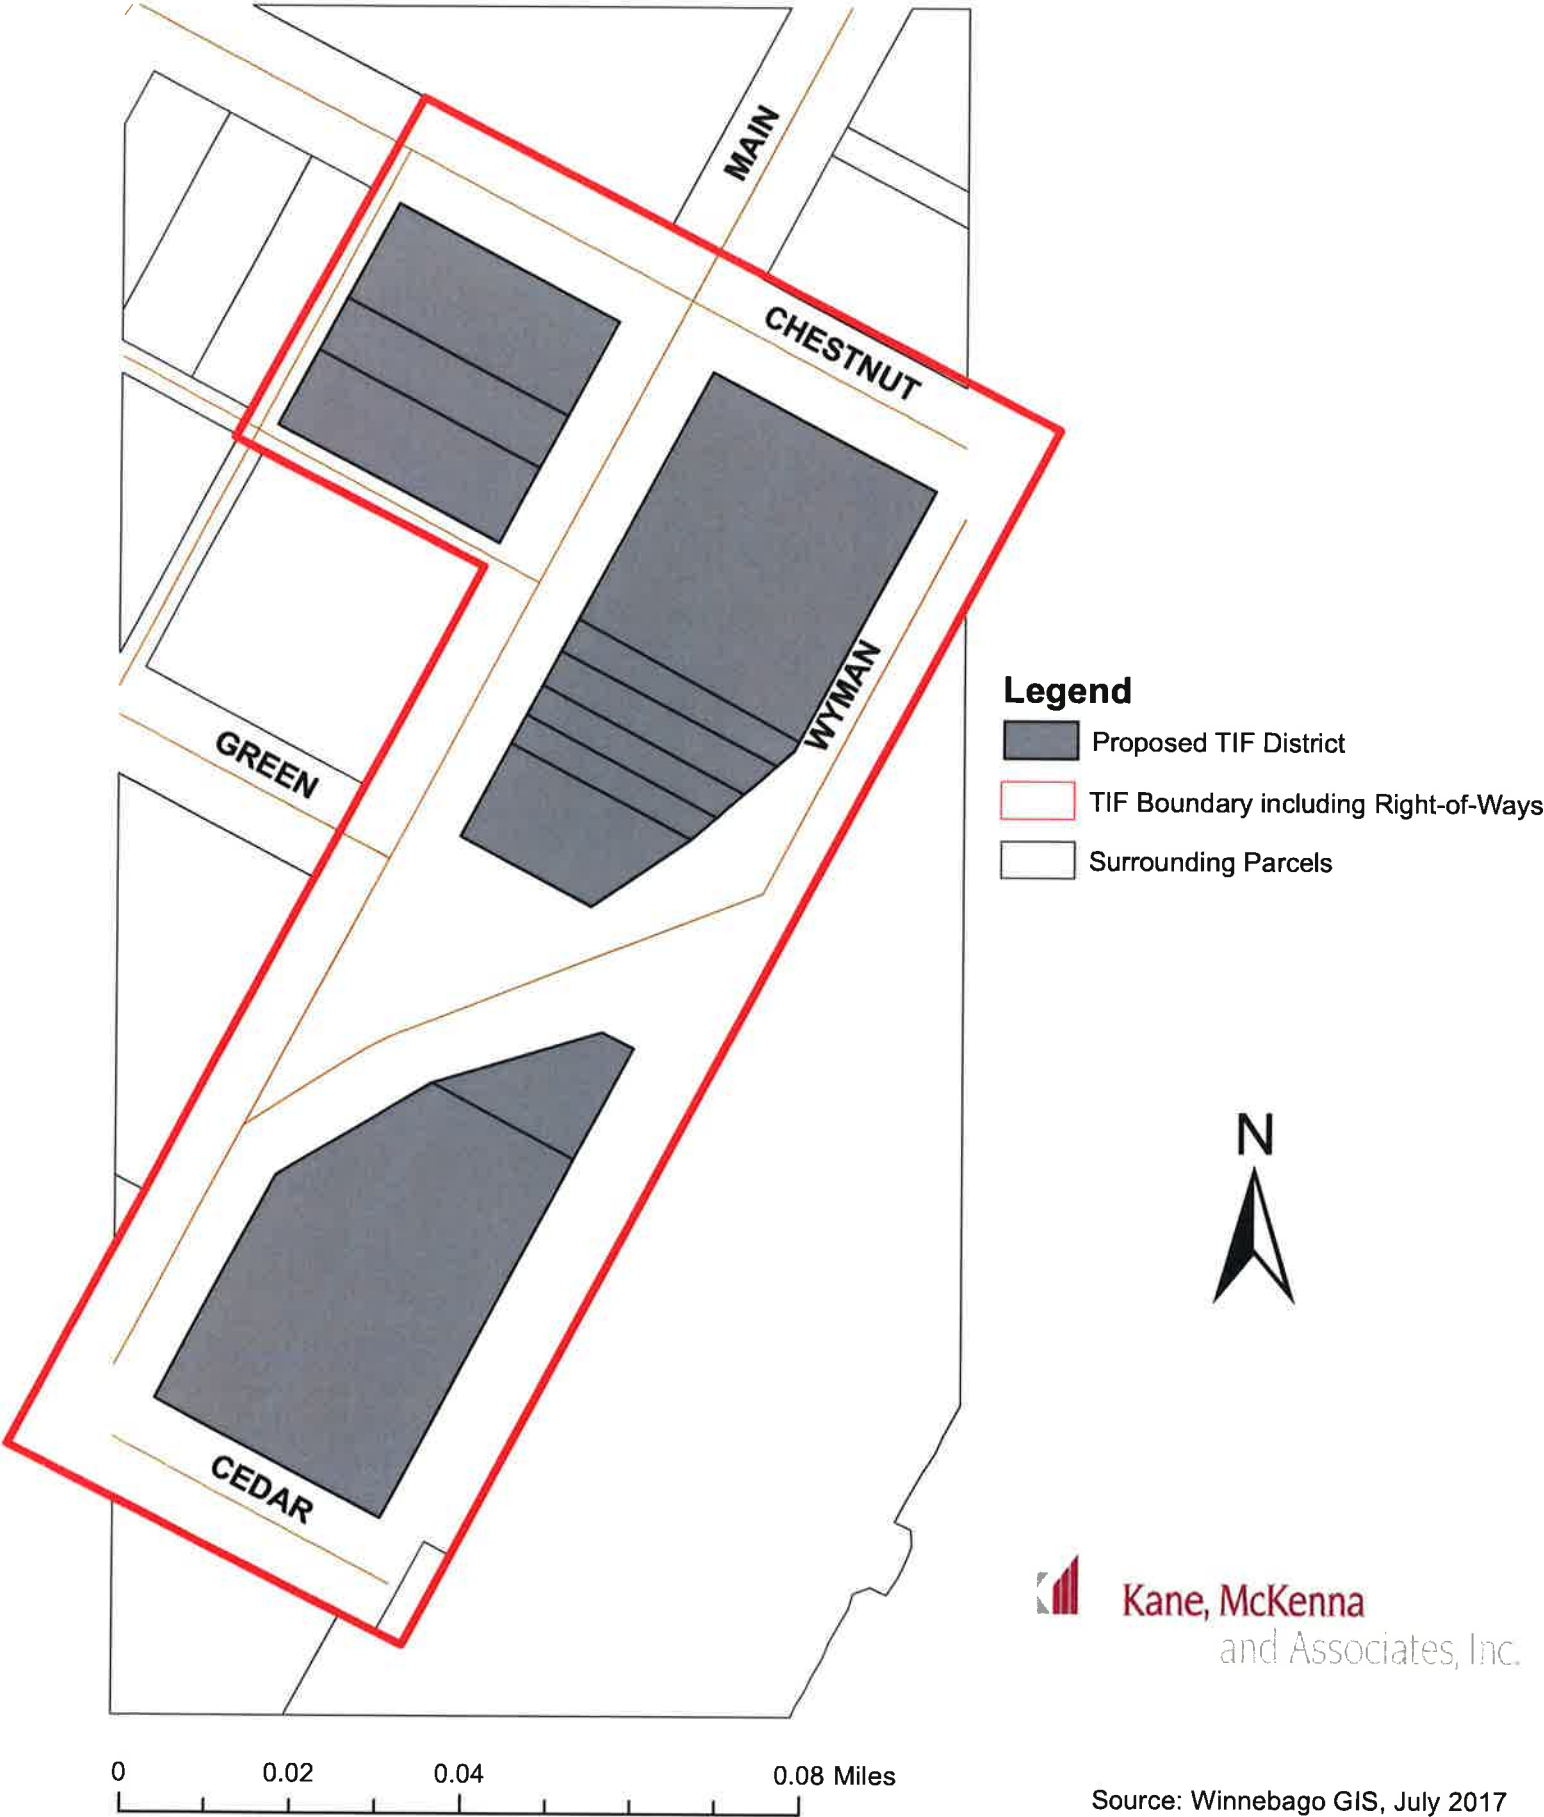 MAIN
CHESTNUT
WYMAN
GREEN
CEDAR
Legend
Proposed TIF District
TIF Boundary including Right-of-Ways
Surrounding Parcels
N
Kane, McKenna
and Associates, Inc.
0 0.02 0.04 0.08 Miles
Source: Winnebago GIS, July 2017